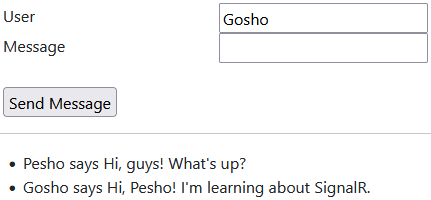 User Gosho
Message
Send Message
Pesho says Hi, guys! What's up?
Gosho says Hi, Pesho! I'm learning about SignalR.